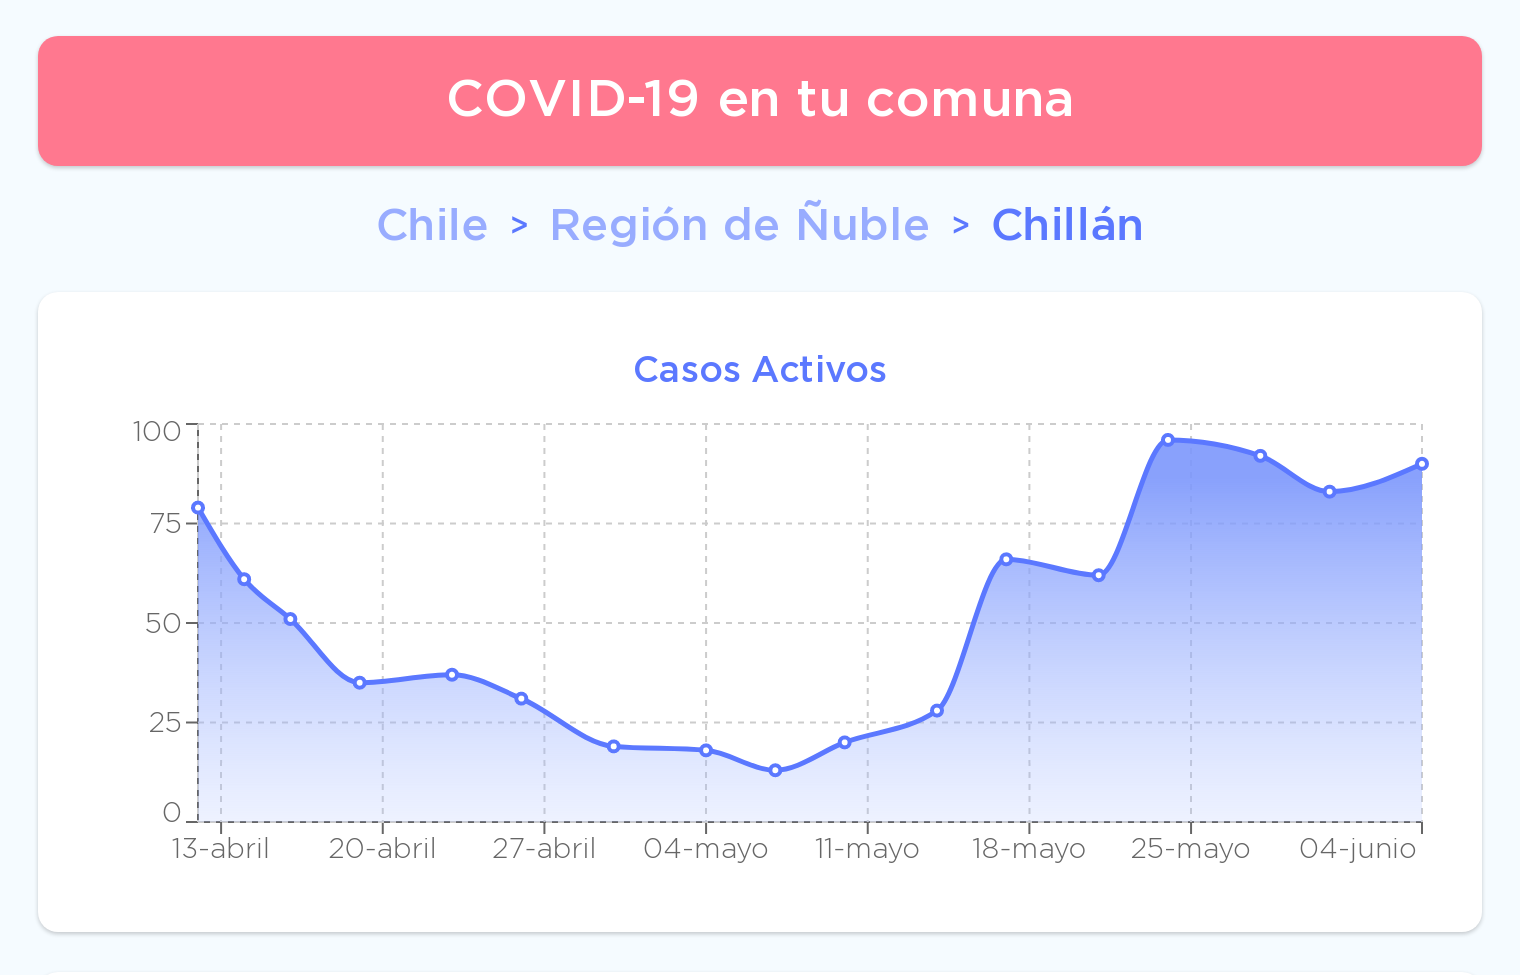 COVID-19 en tu comuna
Chile > Región de Ñuble > Chillán
Casos Activos
100
75
50
25
0
13-abril 20-abril 27-abril 04-mayo 11-mayo 18-mayo 25-mayo 04-junio